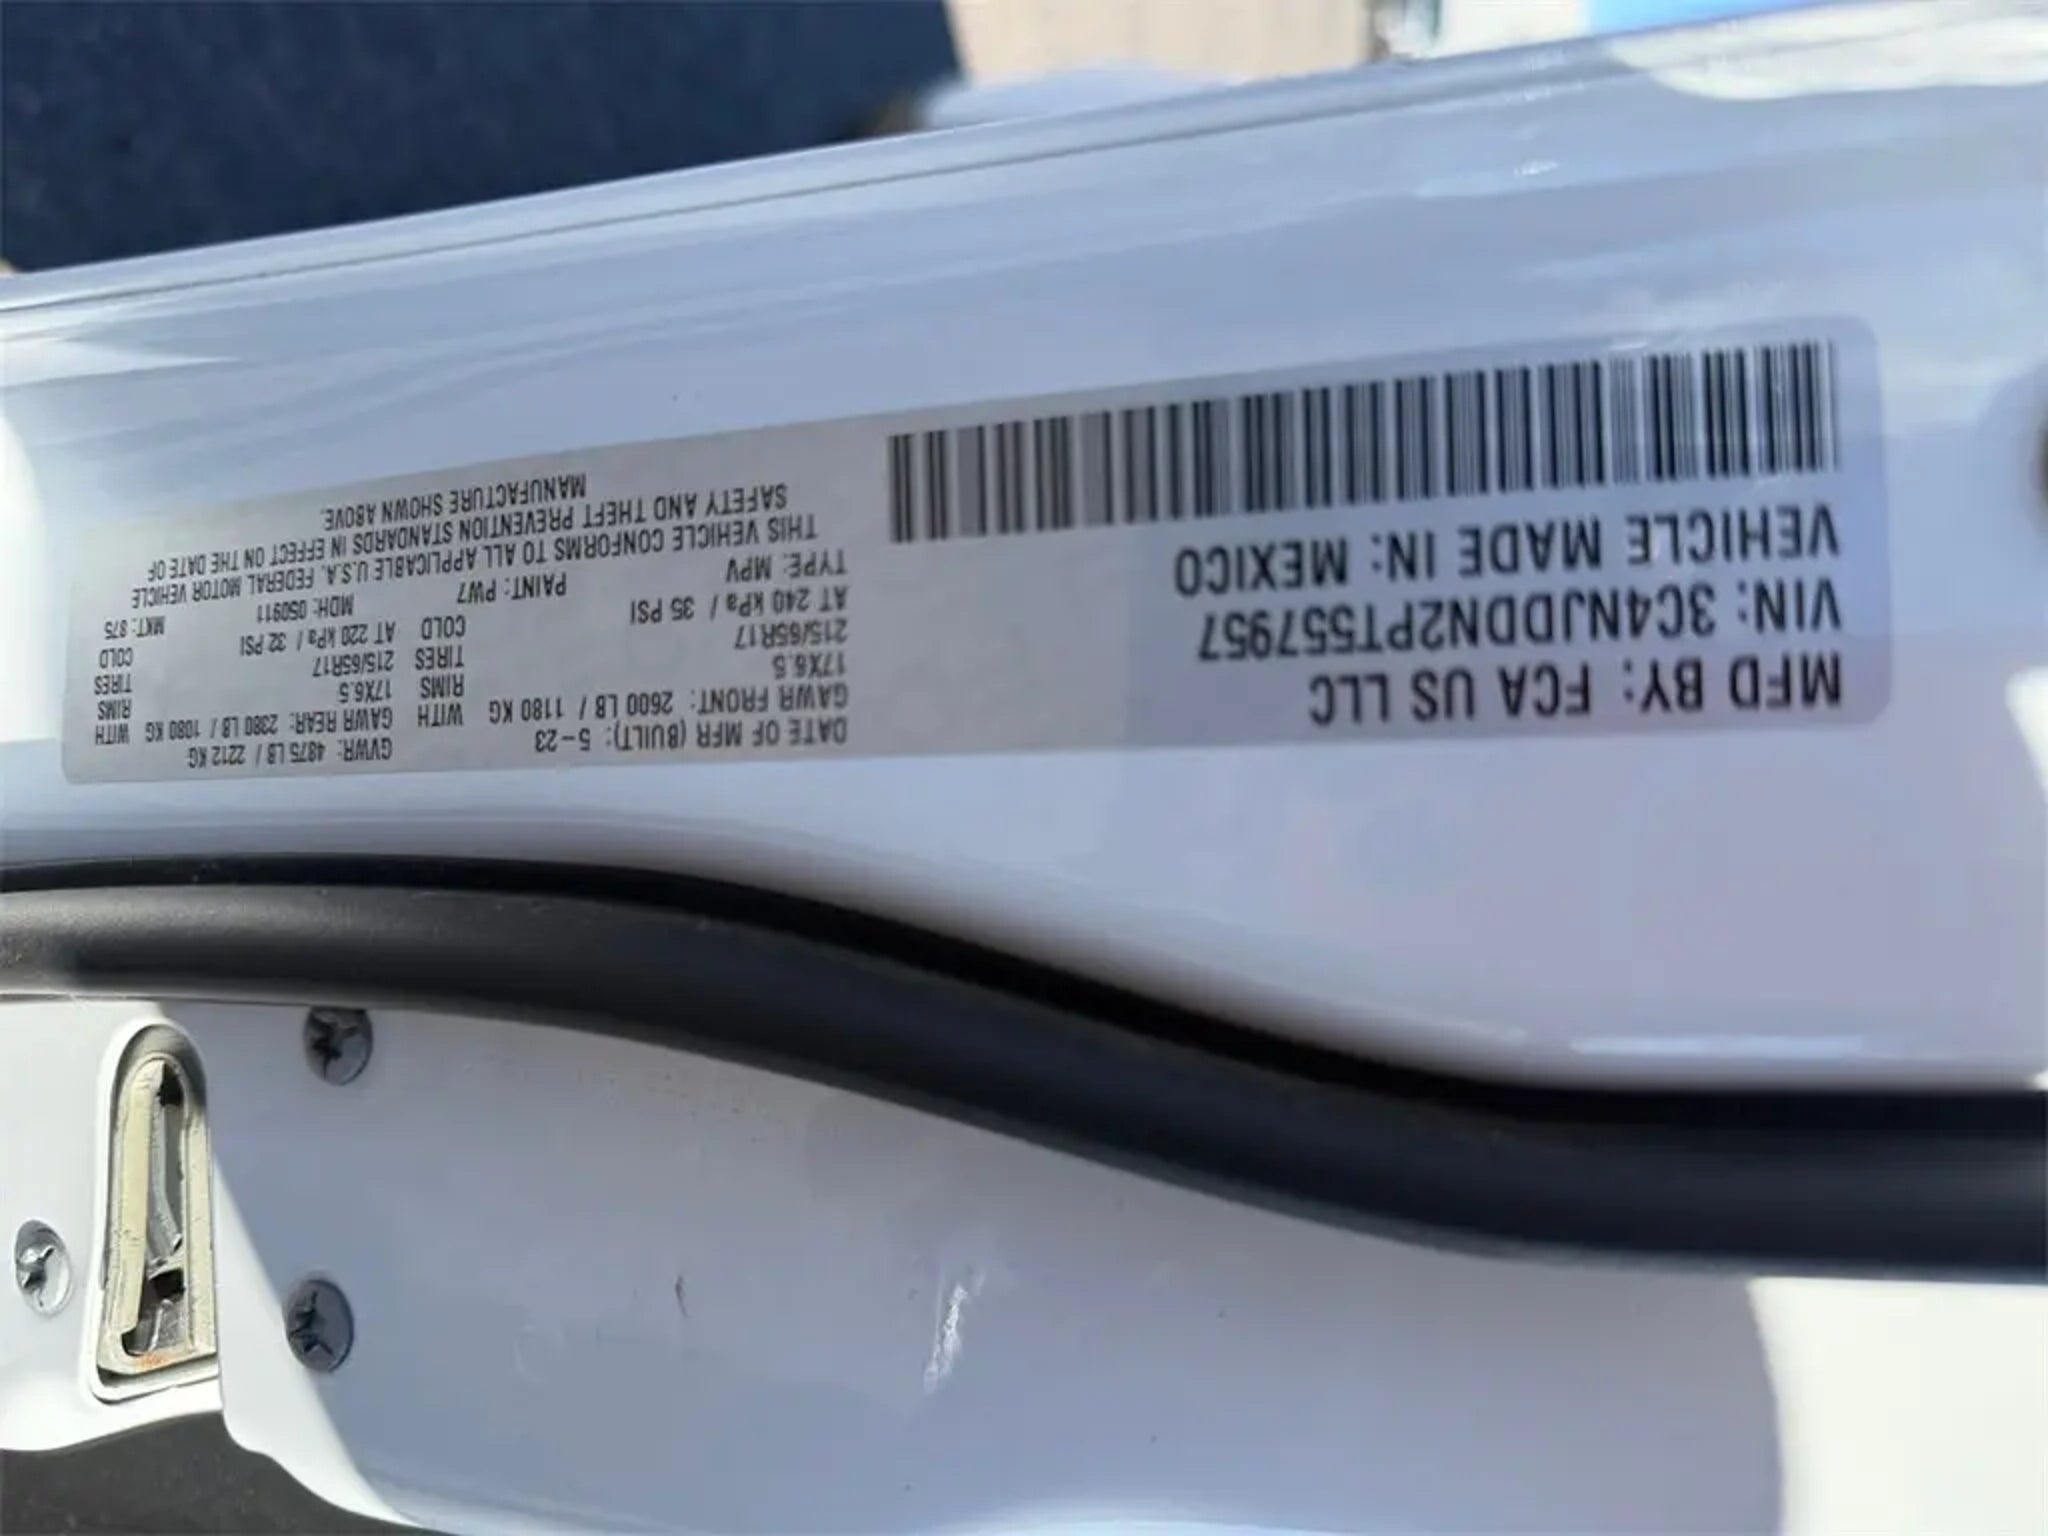 MFD BY: FCA US LLC
VIN: 3C4NJDDN2PT557957
VEHICLE MADE IN: MEXICO
DATE OF MFR (BUILT): 5-23 GVWR: 4875 LB / 2212 KG
GAWR FRONT: 2600 LB / 1180 KG WITH GAWR REAR: 2380 LB / 1080 KG WITH
17X6.5 RIMS 17X6.5 RIMS
215/65R17 TIRES 215/65R17 TIRES
AT 240 kPa / 35 PSI COLD AT 220 kPa / 32 PSI COLD
TYPE: MPV PAINT: PW7 MDH: 050911 MKT: 875
THIS VEHICLE CONFORMS TO ALL APPLICABLE U.S.A. FEDERAL MOTOR VEHICLE
SAFETY AND THEFT PREVENTION STANDARDS IN EFFECT ON THE DATE OF
MANUFACTURE SHOWN ABOVE.